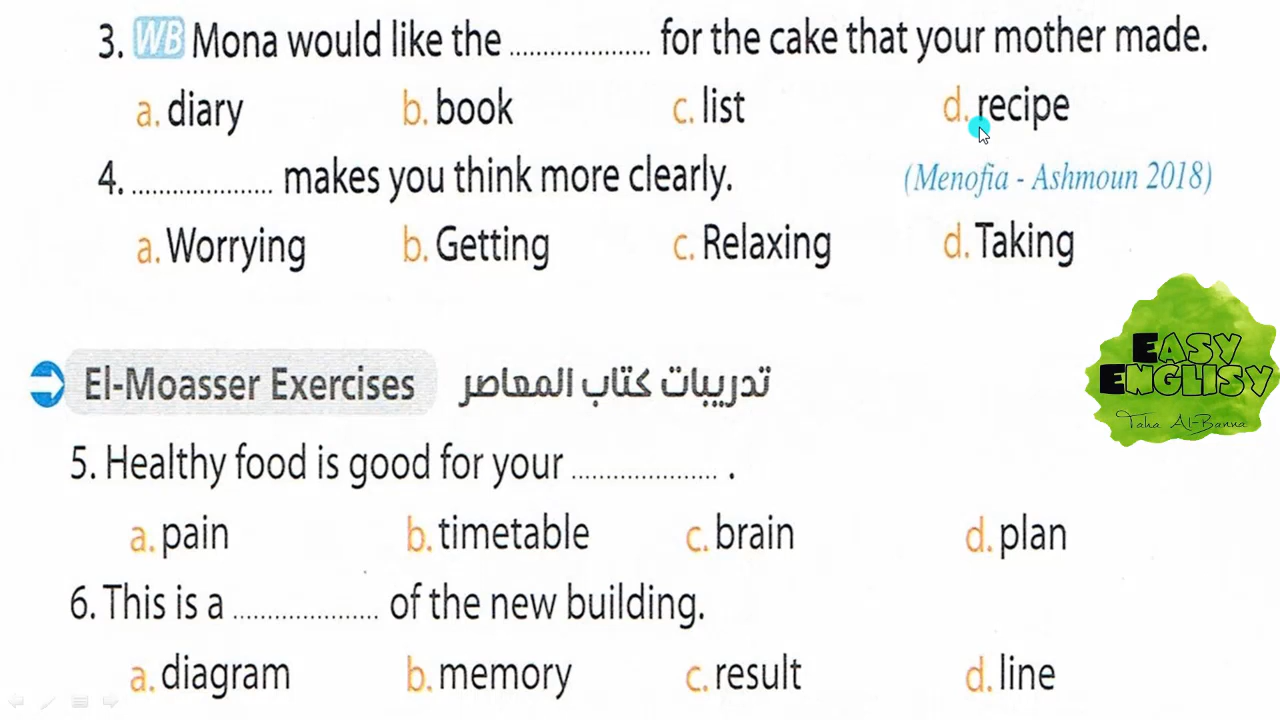 3. WB Mona would like the .................... for the cake that your mother made.
a. diary b. book c. list d. recipe
4. .................... makes you think more clearly. (Menofia - Ashmoun 2018)
a. Worrying b. Getting c. Relaxing d. Taking
EASY
ENGLISY
Taha Al-Banna
El-Moasser Exercises تدريبات كتاب المعاصر
5. Healthy food is good for your ..................... .
a. pain b. timetable c. brain d. plan
6. This is a ..................... of the new building.
a. diagram b. memory c. result d. line